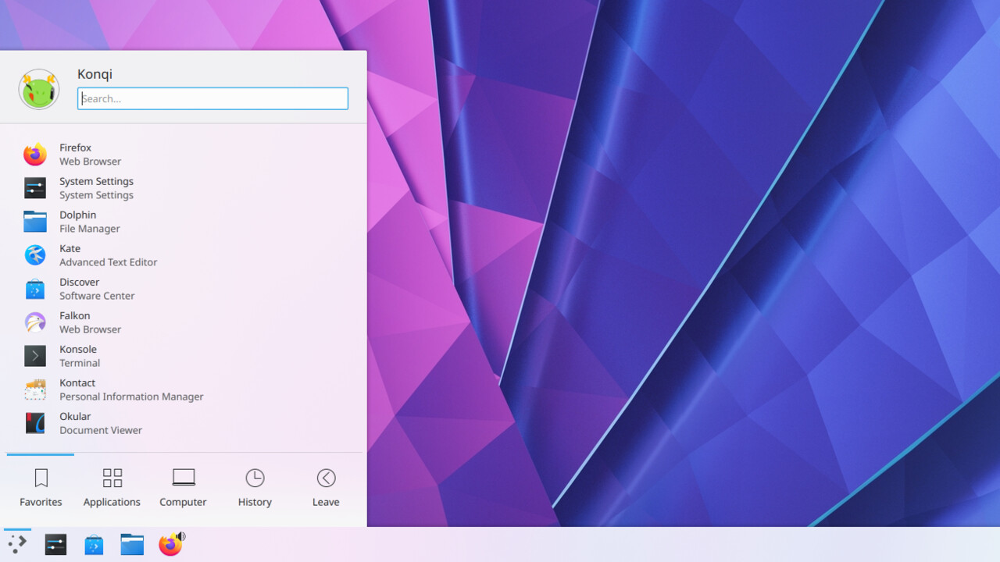 Konqi
Search...
Firefox
Web Browser
System Settings
System Settings
Dolphin
File Manager
Kate
Advanced Text Editor
Discover
Software Center
Falkon
Web Browser
Konsole
Terminal
Kontact
Personal Information Manager
Okular
Document Viewer
Favorites
Applications
Computer
History
Leave